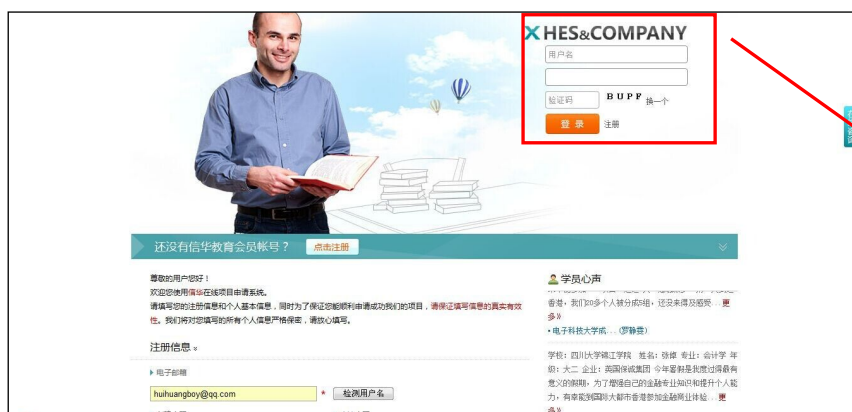 XHES&COMPANY
用户名
验证码 BUPF 换一个
登 录 注册
还没有信华教育会员帐号？ 点击注册
尊敬的用户您好！
欢迎您使用信华在线项目申请系统。
请填写您的注册信息和个人基本信息，同时为了保证您能顺利申请成功我们的项目，请保证填写信息的真实有效
性。我们将对您填写的所有个人信息严格保密，请放心填写。
注册信息
电子邮箱
huihuangboy@qq.com * 检测用户名
学员心声
香港，我们20多个人被分成5组，还没来得及感受...更
多》
•电子科技大学成...(罗静雯)
学校：四川大学锦江学院 姓名：张倬 专业：会计学 年
级：大二 企业：英国保诚集团 今年暑假是我度过得最有
意义的假期，为了增强自己的金融专业知识和提升个人能
力，有幸能到国际大都市香港参加金融商业体验...更
多》